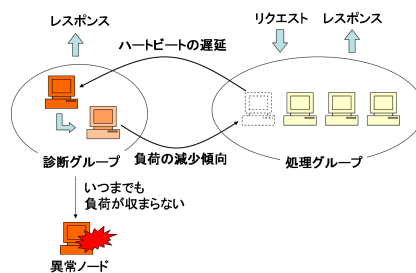 レスポンス
リクエスト
レスポンス
ハートビートの遅延
診断グループ
負荷の減少傾向
処理グループ
いつまでも
負荷が収まらない
異常ノード